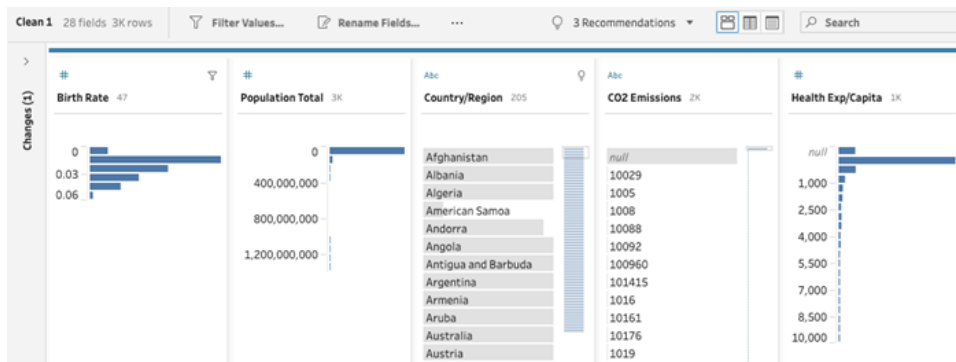 Clean 1 28 fields 3K rows Filter Values... Rename Fields... ... 3 Recommendations Search
Changes (1)
# 
Birth Rate 47
0
0.03
0.06
#
Population Total 3K
0
400,000,000
800,000,000
1,200,000,000
Abc
Country/Region 205
Afghanistan
Albania
Algeria
American Samoa
Andorra
Angola
Antigua and Barbuda
Argentina
Armenia
Aruba
Australia
Austria
Abc
CO2 Emissions 2K
null
10029
1005
1008
10088
10092
100960
101415
1016
10161
10176
1019
#
Health Exp/Capita 1K
null
1,000
2,500
4,000
5,500
7,000
8,500
10,000